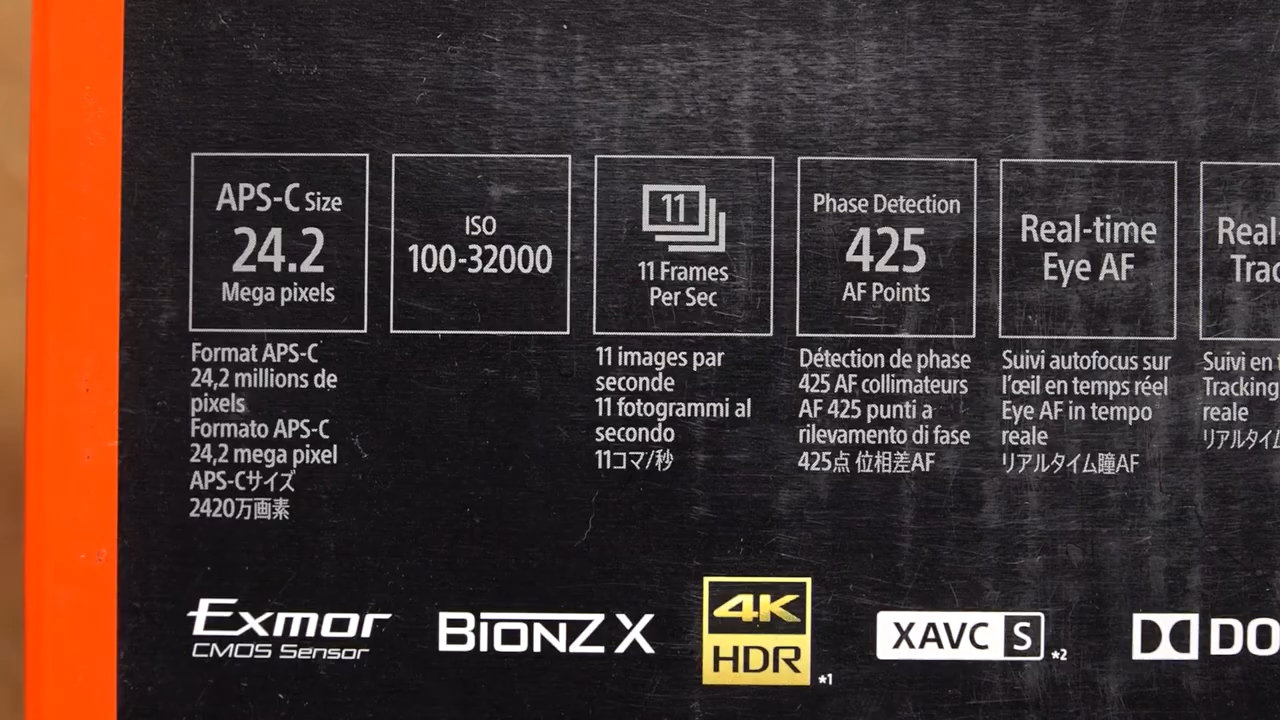 APS-C Size
24.2
Mega pixels
Format APS-C
24,2 millions de
pixels
Formato APS-C
24,2 mega pixel
APS-Cサイズ
2420万画素
ISO
100-32000
11
11 Frames
Per Sec
11 images par
seconde
11 fotogrammi al
secondo
11コマ/秒
Phase Detection
425
AF Points
Détection de phase
425 AF collimateurs
AF 425 punti a
rilevamento di fase
425点 位相差AF
Real-time
Eye AF
Suivi autofocus sur
l'œil en temps réel
Eye AF in tempo
reale
リアルタイム瞳AF
Real-
Trac
Suivi en t
Tracking
reale
リアルタイム
Exmor
CMOS Sensor
BIONZ X
4K
HDR *1
XAVC S *2
DO